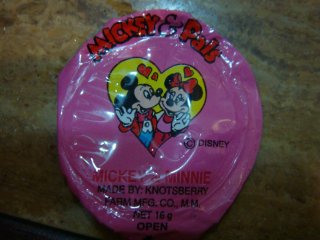 MICKEY & Pals
© DISNEY
MICKEY & MINNIE
MADE BY: KNOTSBERRY
FARM MFG. CO., M.M.
NET 16 g
OPEN